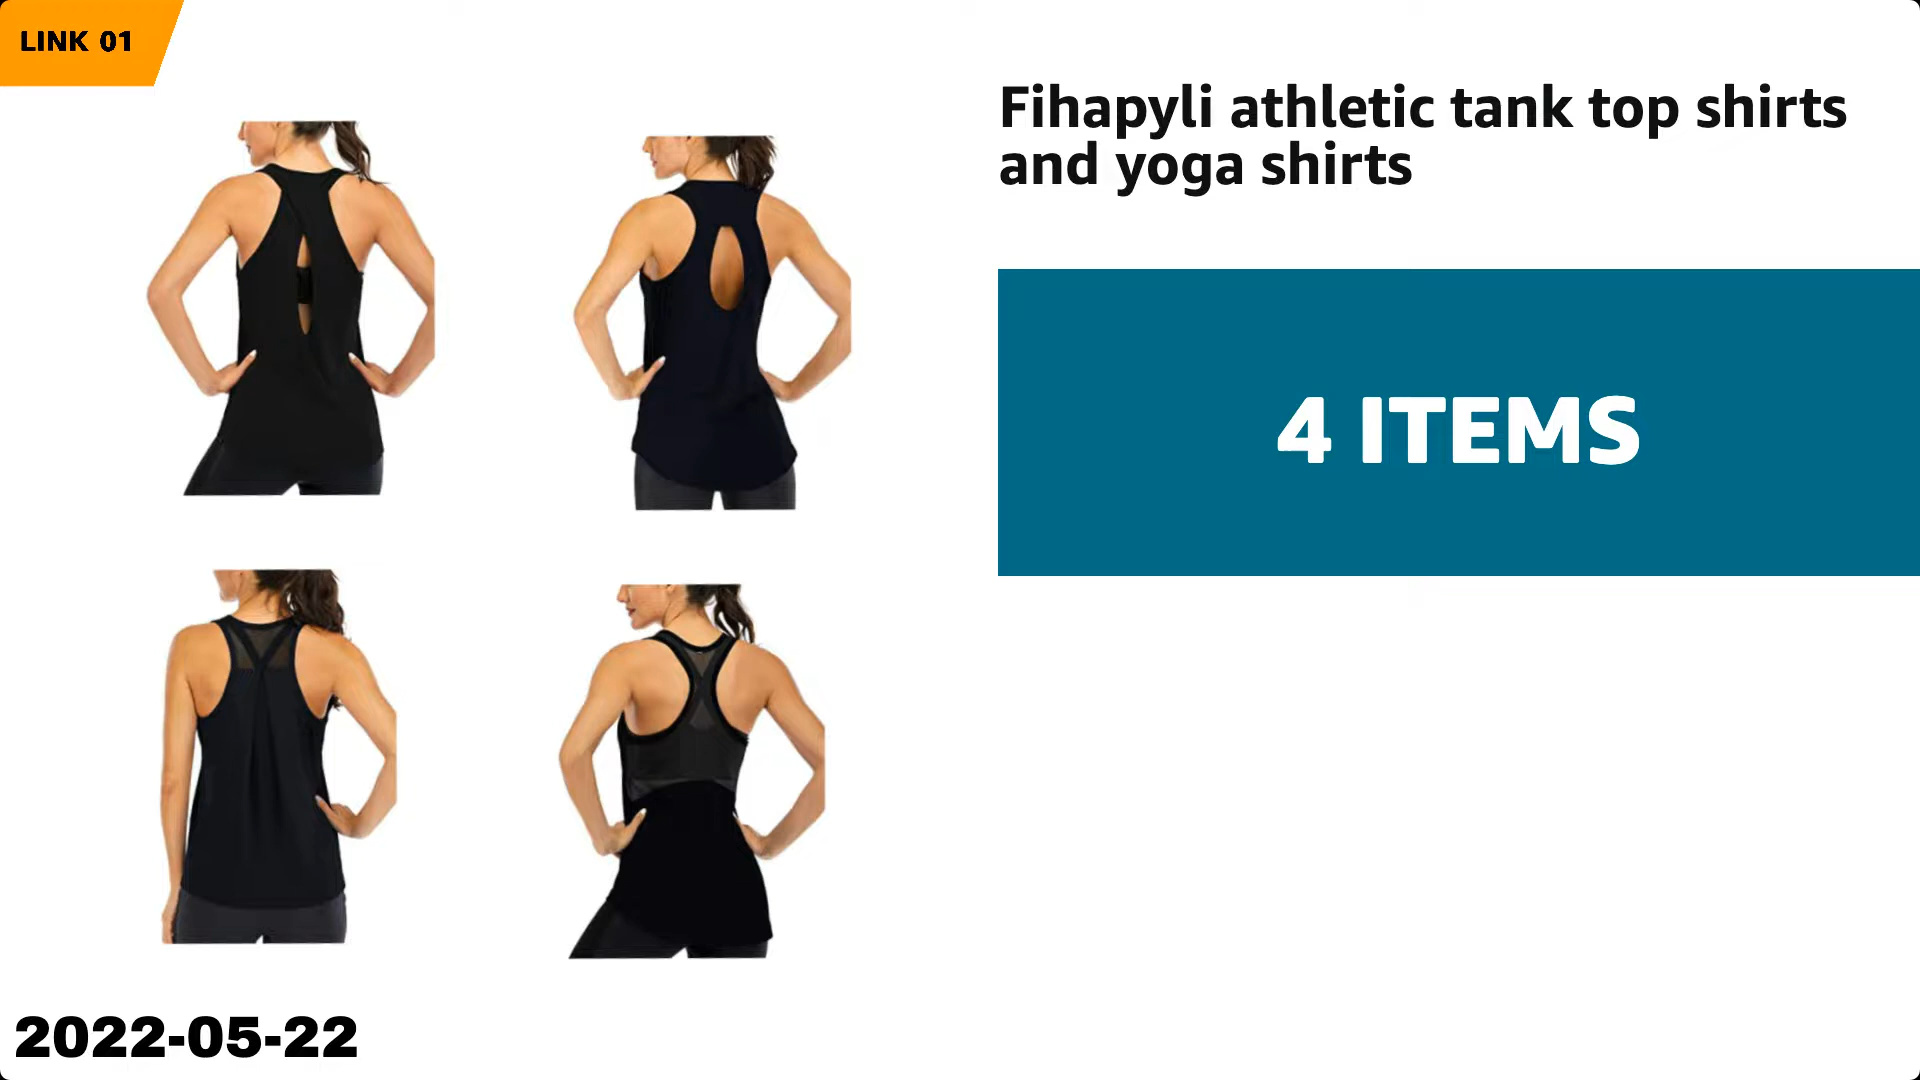 LINK 01
Fihapyli athletic tank top shirts
and yoga shirts
4 ITEMS
2022-05-22